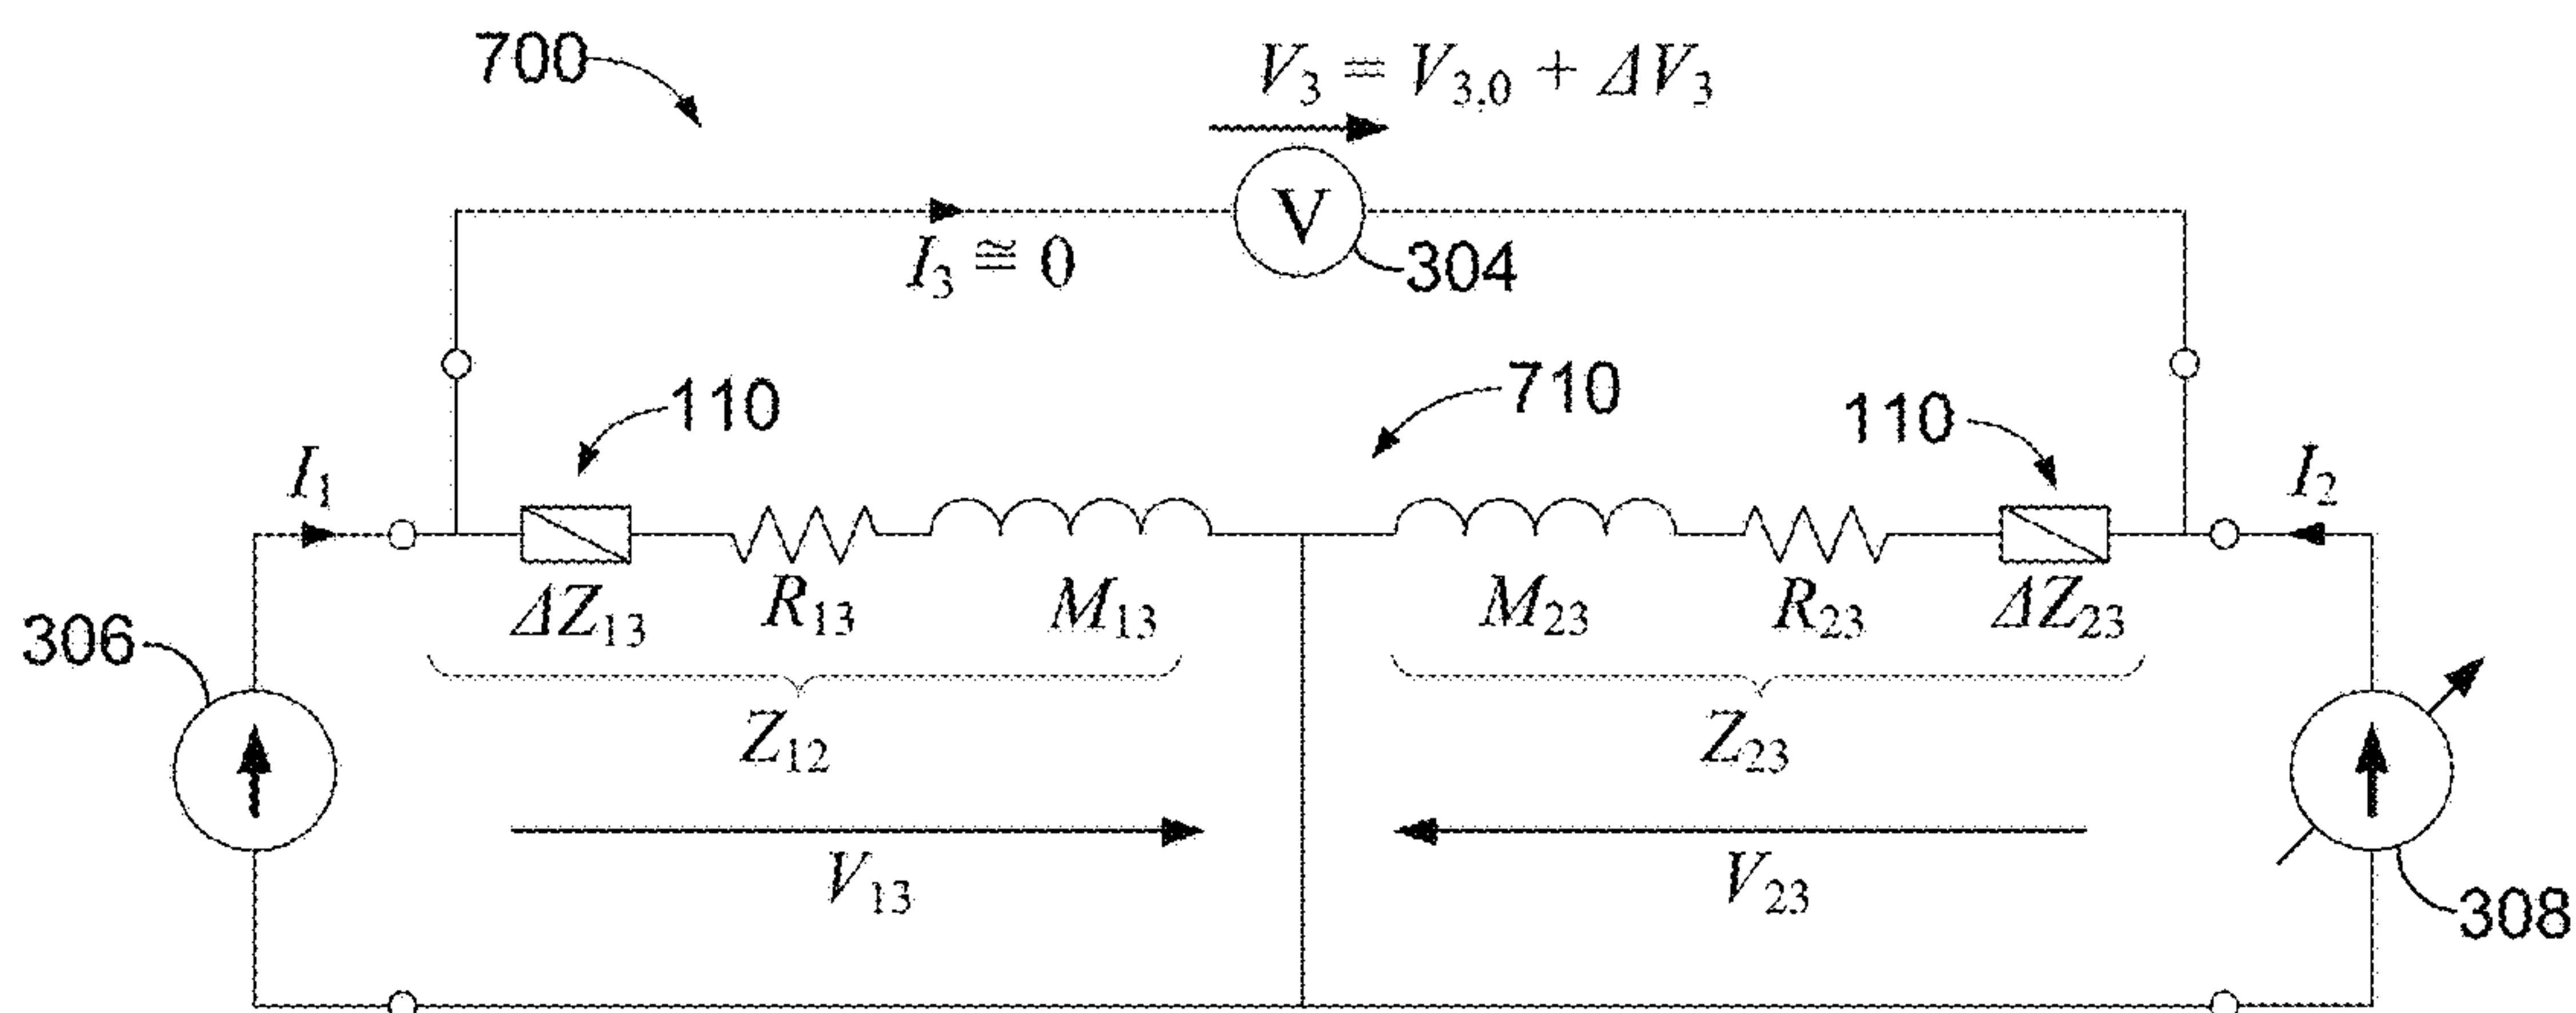 700
V₃ = V₃,₀ + ΔV₃
V
I₃ ≅ 0
304
110
710
110
I₁
I₂
ΔZ₁₃
R₁₃
M₁₃
M₂₃
R₂₃
ΔZ₂₃
306
Z₁₂
Z₂₃
V₁₃
V₂₃
308